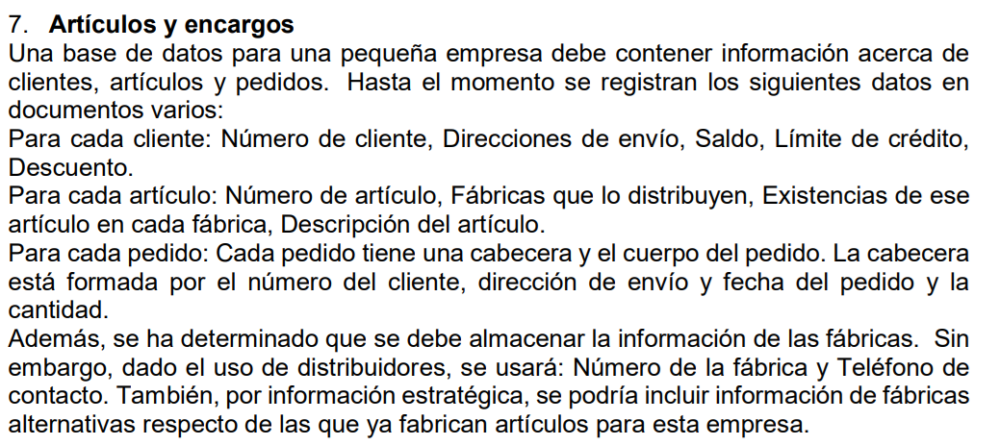 7. Artículos y encargos
Una base de datos para una pequeña empresa debe contener información acerca de
clientes, artículos y pedidos. Hasta el momento se registran los siguientes datos en
documentos varios:
Para cada cliente: Número de cliente, Direcciones de envío, Saldo, Límite de crédito,
Descuento.
Para cada artículo: Número de artículo, Fábricas que lo distribuyen, Existencias de ese
artículo en cada fábrica, Descripción del artículo.
Para cada pedido: Cada pedido tiene una cabecera y el cuerpo del pedido. La cabecera
está formada por el número del cliente, dirección de envío y fecha del pedido y la
cantidad.
Además, se ha determinado que se debe almacenar la información de las fábricas. Sin
embargo, dado el uso de distribuidores, se usará: Número de la fábrica y Teléfono de
contacto. También, por información estratégica, se podría incluir información de fábricas
alternativas respecto de las que ya fabrican artículos para esta empresa.